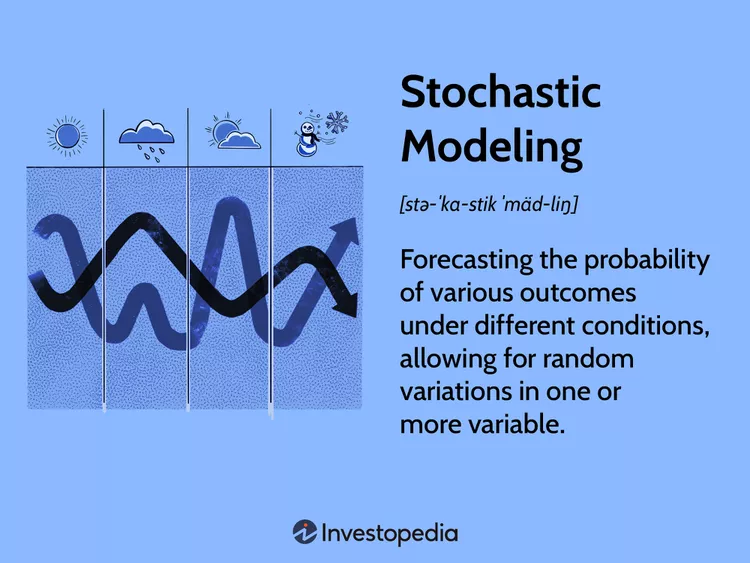 Stochastic
Modeling
[stə-ˈka-stik ˈmäd-liŋ]
Forecasting the probability
of various outcomes
under different conditions,
allowing for random
variations in one or
more variable.
Investopedia